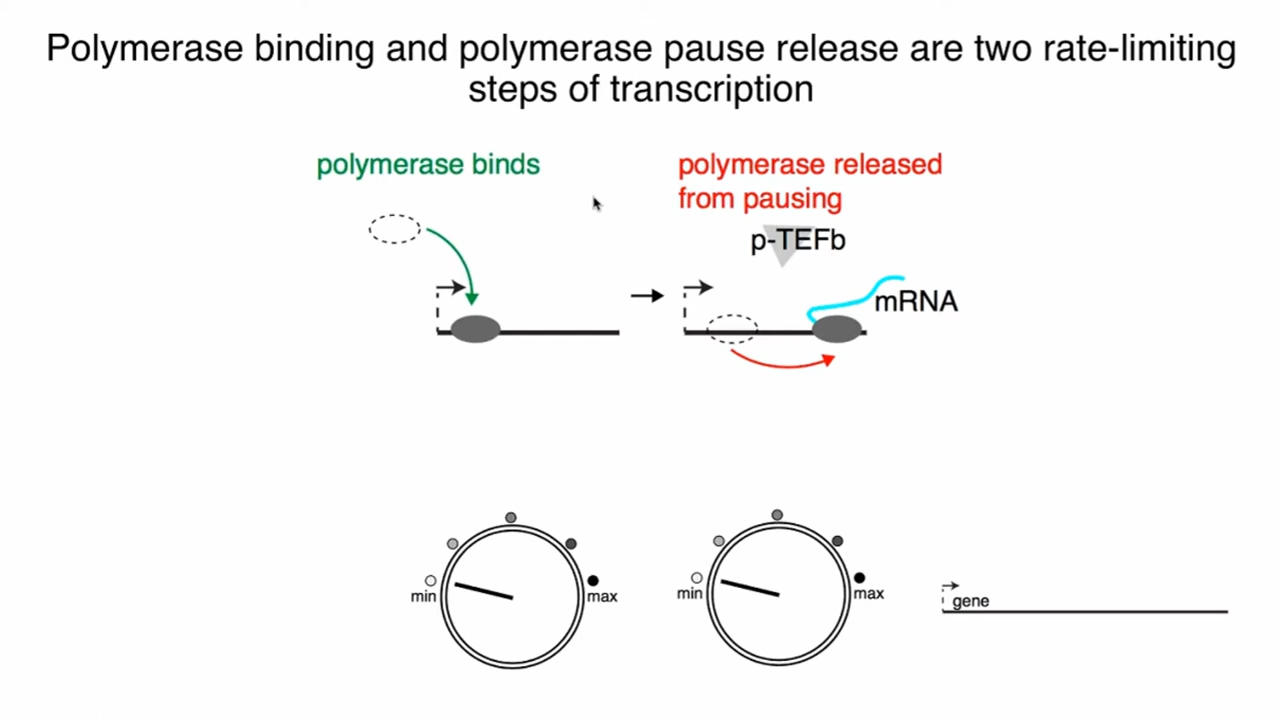 Polymerase binding and polymerase pause release are two rate-limiting
steps of transcription
polymerase binds
polymerase released
from pausing
p-TEFb
mRNA
min
max
min
max
gene